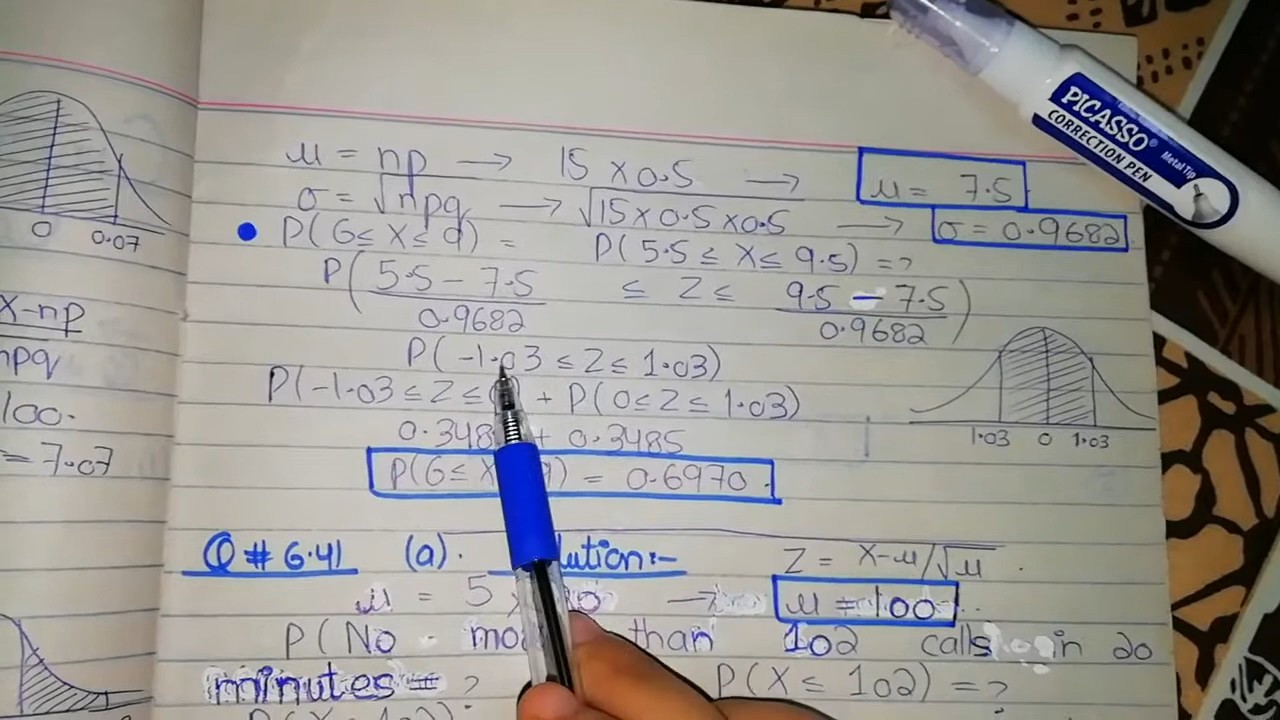 0 0.07
X-np
npq
100.
= 7.07
μ = np → 15 x 0.5 → μ = 7.5
σ = √npq → √15 x 0.5 x 0.5 → σ = 0.9682
• P(6 ≤ X ≤ 9) = P(5.5 ≤ X ≤ 9.5) = ?
P(5.5 - 7.5 / 0.9682 ≤ Z ≤ 9.5 - 7.5 / 0.9682)
P(-1.03 ≤ Z ≤ 1.03)
P(-1.03 ≤ Z ≤ + P(0 ≤ Z ≤ 1.03)
0.348 + 0.3485
1.03 0 1.03
P(6 ≤ X 9) = 0.6970
Q # 6.41 (a). lution:- Z = X-μ/√μ .
μ = 5 x → μ = 100
P(No than 102 calls in 20
minutes = ? P(X ≤ 102) = ?
PICASSO
CORRECTION PEN
Metal Tip